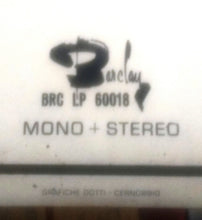 Barclay
BRC LP 60018
MONO + STEREO
GRAFICHE DOTTI - CERNOBBIO